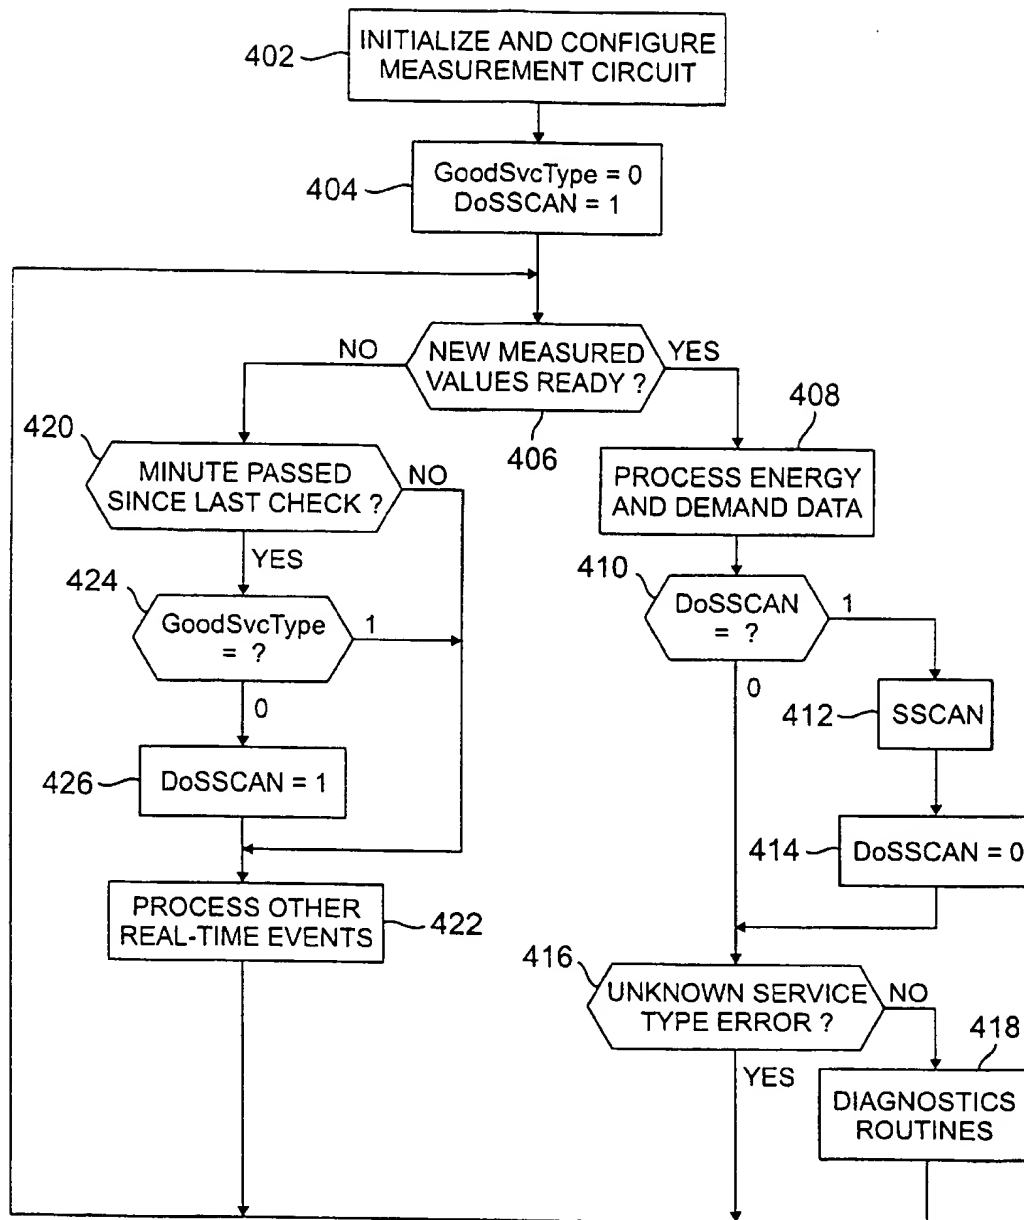 402
INITIALIZE AND CONFIGURE
MEASUREMENT CIRCUIT
404
GoodSvcType = 0
DoSSCAN = 1
NO
NEW MEASURED
VALUES READY ?
YES
406
408
PROCESS ENERGY
AND DEMAND DATA
420
MINUTE PASSED
SINCE LAST CHECK ?
NO
YES
424
GoodSvcType
= ?
1
0
426
DoSSCAN = 1
PROCESS OTHER
REAL-TIME EVENTS
422
410
DoSSCAN
= ?
1
0
412
SSCAN
414
DoSSCAN = 0
416
UNKNOWN SERVICE
TYPE ERROR ?
NO
YES
418
DIAGNOSTICS
ROUTINES